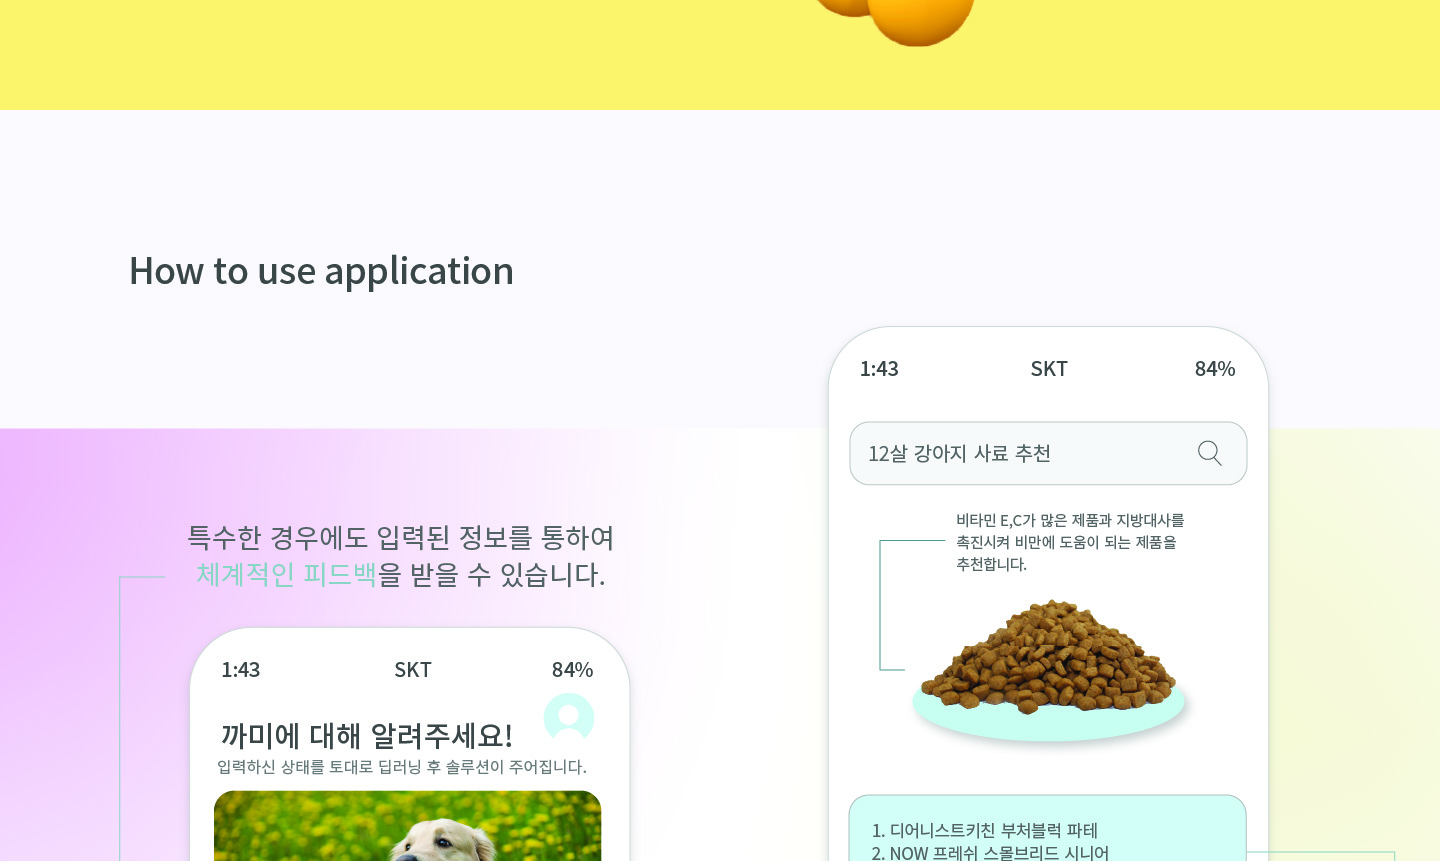 How to use application
특수한 경우에도 입력된 정보를 통하여
체계적인 피드백을 받을 수 있습니다.
1:43 SKT 84%
까미에 대해 알려주세요!
입력하신 상태를 토대로 딥러닝 후 솔루션이 주어집니다.
1:43 SKT 84%
12살 강아지 사료 추천
비타민 E,C가 많은 제품과 지방대사를
촉진시켜 비만에 도움이 되는 제품을
추천합니다.
1. 디어니스트키친 부처블럭 파테
2. NOW 프레쉬 스몰브리드 시니어